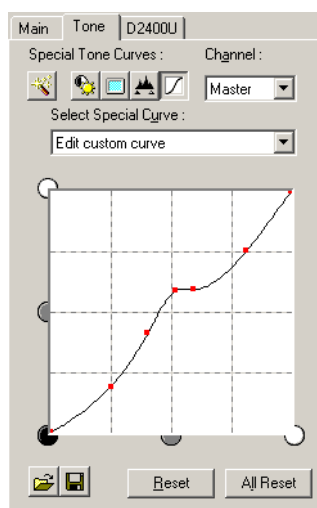 Main Tone D2400U
Special Tone Curves : Channel :
Master
Select Special Curve :
Edit custom curve
Reset All Reset